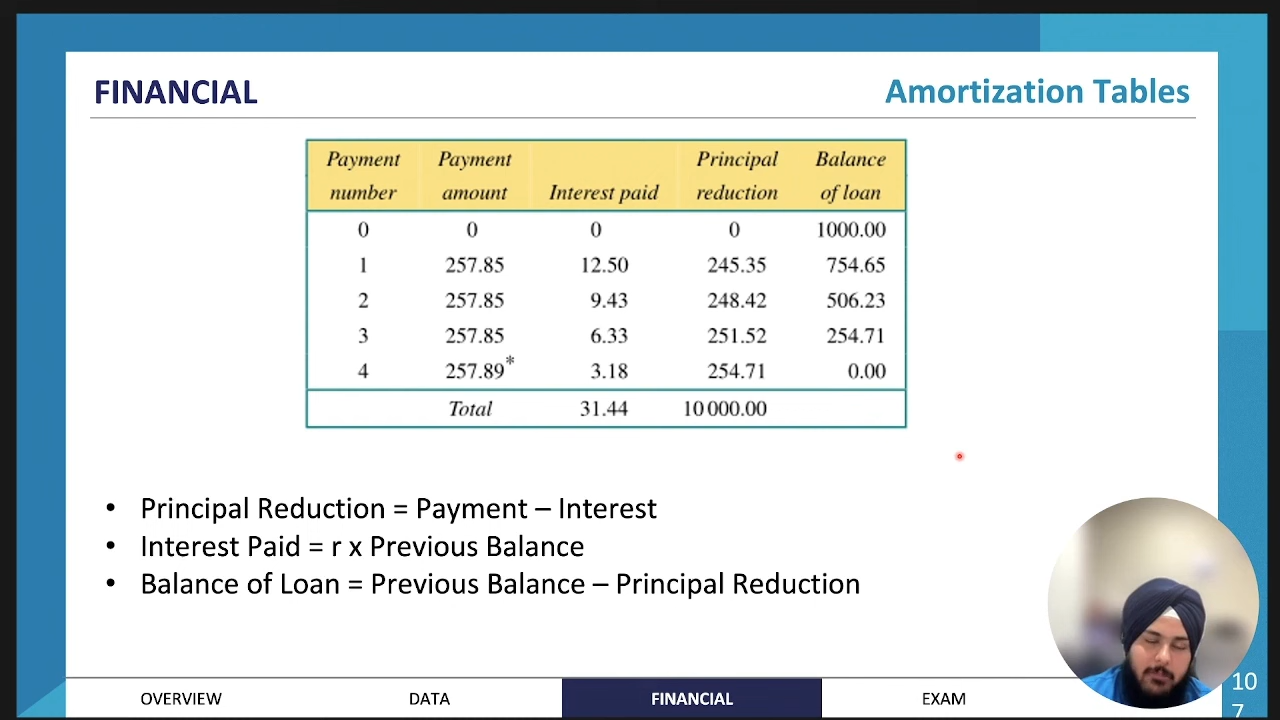 FINANCIAL Amortization Tables
Payment Payment Principal Balance
number amount Interest paid reduction of loan
0 0 0 0 1000.00
1 257.85 12.50 245.35 754.65
2 257.85 9.43 248.42 506.23
3 257.85 6.33 251.52 254.71
4 257.89* 3.18 254.71 0.00
Total 31.44 10 000.00
• Principal Reduction = Payment – Interest
• Interest Paid = r x Previous Balance
• Balance of Loan = Previous Balance – Principal Reduction
OVERVIEW DATA FINANCIAL EXAM
10
7